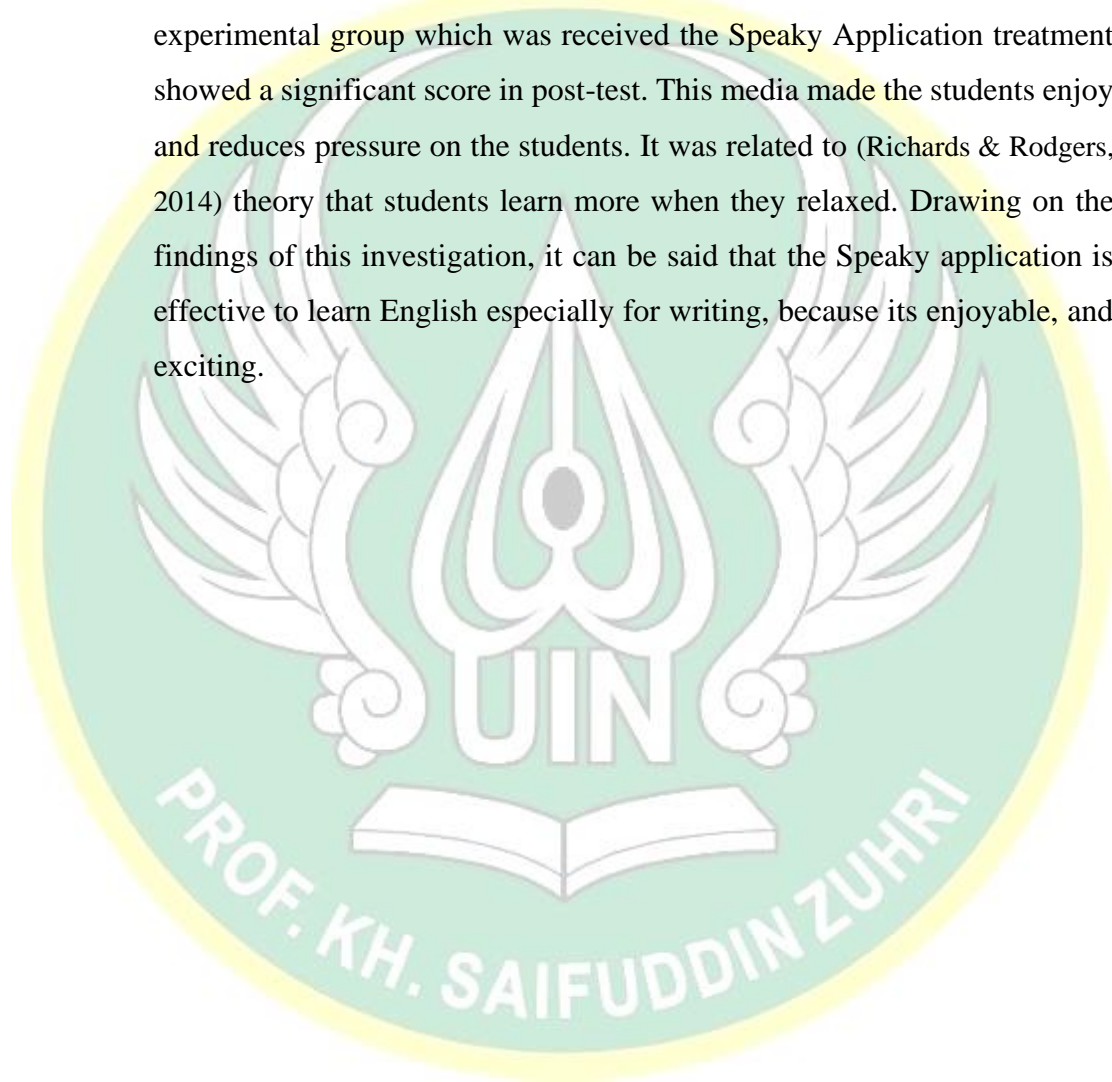 experimental group which was received the Speaky Application treatment
showed a significant score in post-test. This media made the students enjoy
and reduces pressure on the students. It was related to (Richards & Rodgers,
2014) theory that students learn more when they relaxed. Drawing on the
findings of this investigation, it can be said that the Speaky application is
effective to learn English especially for writing, because its enjoyable, and
exciting.
UIN
PROF. KH. SAIFUDDIN ZUHRI